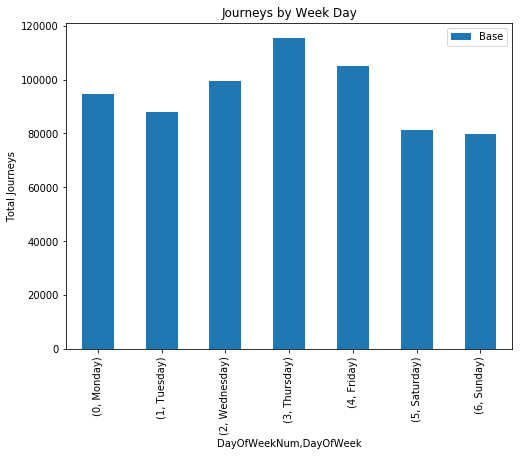 Journeys by Week Day
Base
Total Journeys
120000
100000
80000
60000
40000
20000
0
(0, Monday)
(1, Tuesday)
(2, Wednesday)
(3, Thursday)
(4, Friday)
(5, Saturday)
(6, Sunday)
DayOfWeekNum,DayOfWeek